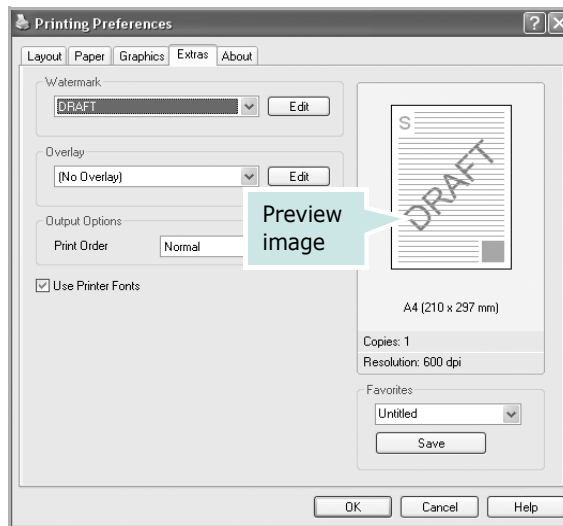 Printing Preferences
Layout Paper Graphics Extras About
Watermark
DRAFT
Edit
Overlay
(No Overlay)
Edit
Output Options
Print Order
Normal
Use Printer Fonts
Preview
image
S
DRAFT
A4 (210 x 297 mm)
Copies: 1
Resolution: 600 dpi
Favorites
Untitled
Save
OK Cancel Help